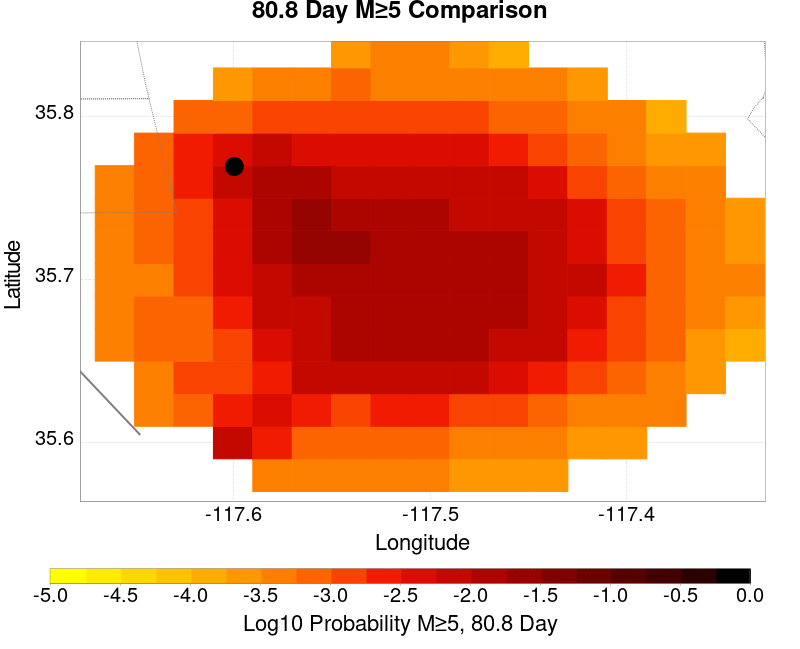 80.8 Day M≥5 Comparison
35.8
35.7
35.6
Latitude
-117.6 -117.5 -117.4
Longitude
-5.0 -4.5 -4.0 -3.5 -3.0 -2.5 -2.0 -1.5 -1.0 -0.5 0.0
Log10 Probability M≥5, 80.8 Day